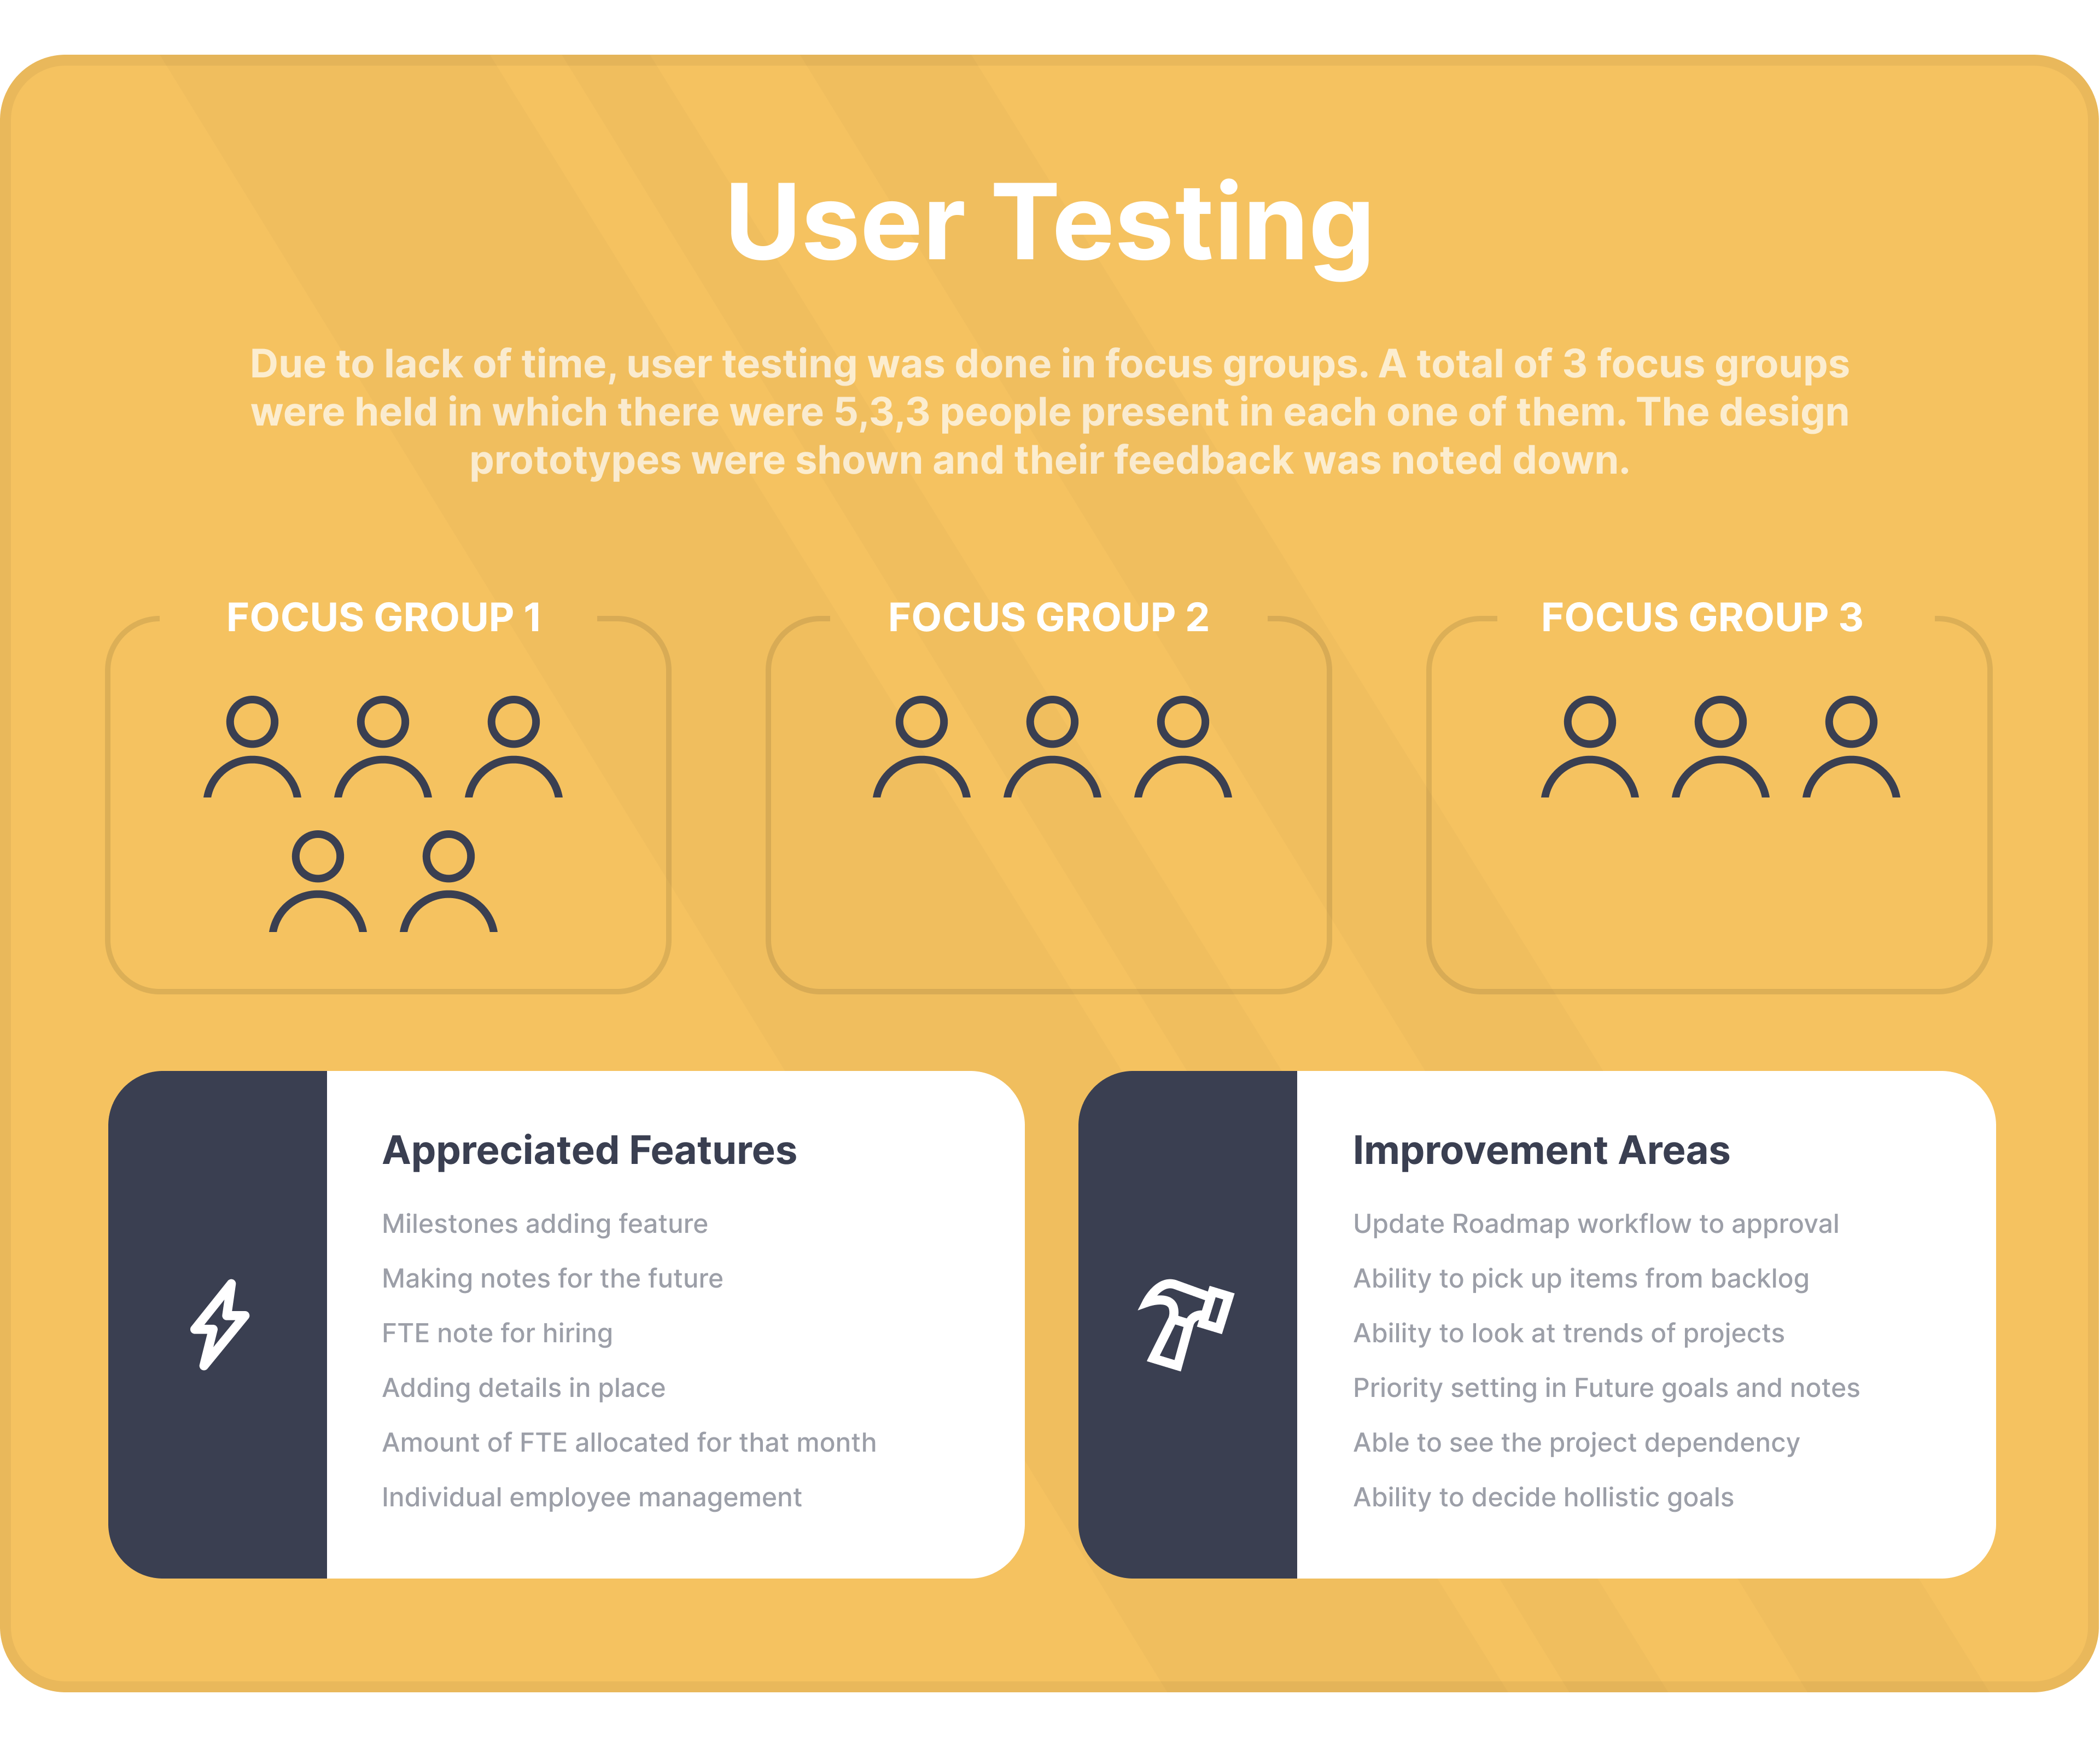 User Testing
Due to lack of time, user testing was done in focus groups. A total of 3 focus groups
were held in which there were 5,3,3 people present in each one of them. The design
prototypes were shown and their feedback was noted down.
FOCUS GROUP 1
FOCUS GROUP 2
FOCUS GROUP 3
Appreciated Features
Milestones adding feature
Making notes for the future
FTE note for hiring
Adding details in place
Amount of FTE allocated for that month
Individual employee management
Improvement Areas
Update Roadmap workflow to approval
Ability to pick up items from backlog
Ability to look at trends of projects
Priority setting in Future goals and notes
Able to see the project dependency
Ability to decide hollistic goals